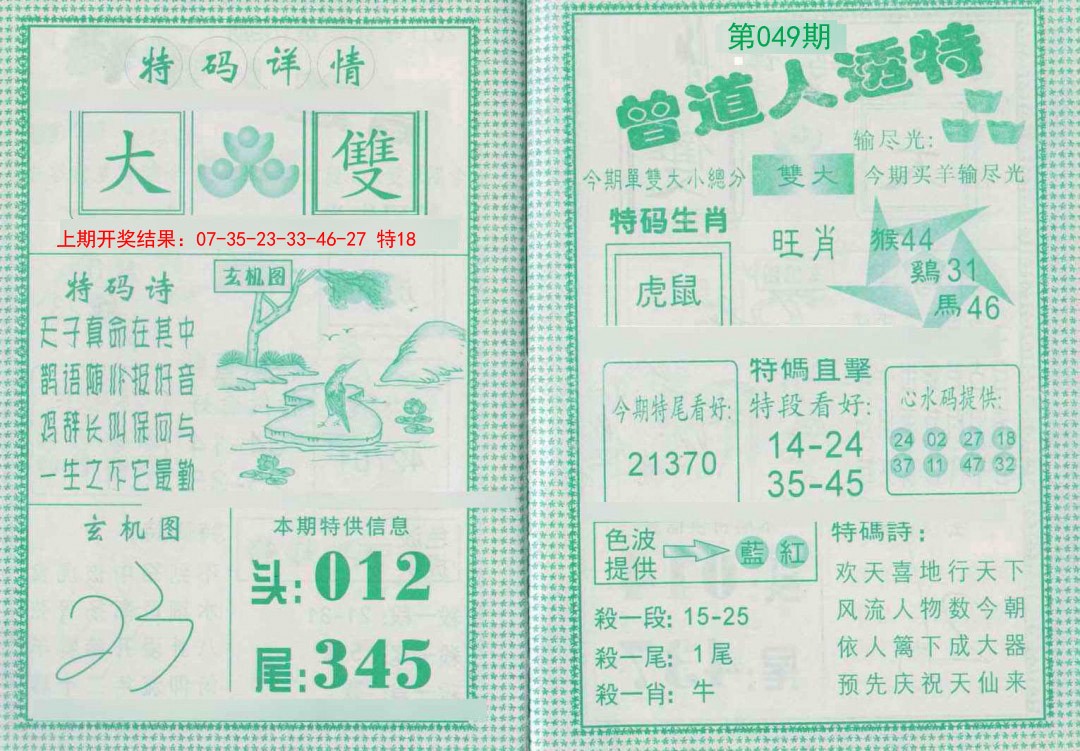 特码详情
大 雙
上期开奖结果：07-35-23-33-46-27 特18
特码诗
天子真命在其中
鹊语随 报好音
鸡辞长叫保 与
一生之 它最勤
玄机图
玄机图
23
本期特供信息
头:012
尾:345
第049期
曾道人透特
输尽光:
今期單雙大小總分 雙大 今期买羊输尽光
特码生肖
虎鼠
旺肖
猴44
鷄31
馬46
今期特尾看好:
21370
特碼直擊
特段看好:
14-24
35-45
心水码提供:
24 02 27 18
37 11 47 32
色波提供 藍 紅
殺一段: 15-25
殺一尾: 1尾
殺一肖: 牛
特碼詩:
欢天喜地行天下
风流人物数今朝
依人篱下成大器
预先庆祝天仙来